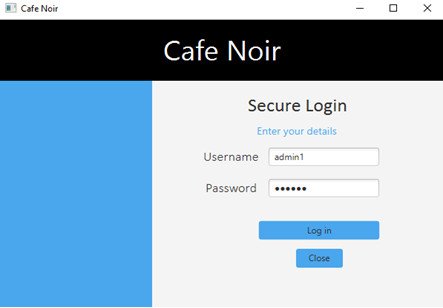 Cafe Noir
Cafe Noir
Secure Login
Enter your details
Username admin1
Password ••••••
Log in
Close